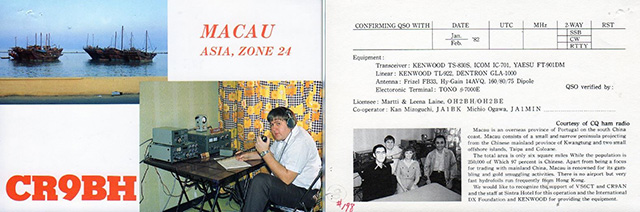 MACAU
ASIA, ZONE 24
CR9BH
#198
CONFIRMING QSO WITH DATE UTC MHz 2-WAY RST
Jan. '82 SSB
Feb. CW
RTTY
Equipment:
Transceiver: KENWOOD TS-830S, ICOM IC-701, YAESU FT-901DM
Linear: KENWOOD TL-922, DENTRON GLA-1000
Antenna: Frizel FB33, Hy-Gain 14AVQ, 160/80/75 Dipole
Electoronic Terminal: TONO θ-7000E QSO verified by:
Licensee: Martti & Leena Laine, OH2BH/OH2BE
Co-operator: Kan Mizoguchi, JA1BK Michio Ogawa, JA1MIN
Courtesy of CQ ham radio
Macau is an overseas province of Portugal on the south China
coast. Macau consists of a small and narrow peninsula projecting
from the Chinese mainland province of Kwangtung and two small
offshore islands, Taipa and Coloane.
The total area is only six square miles While the population is
250,000 of Which 97 percent is Chinese. Apart from being a focus
for trading with mainland China, Macau is renowned for its gam-
bling and gold smuggling activities. There is no airport but very
fast hydrofoils run frequently from Hong Kong.
We would like to recognize the support of VS6CT and CR9AN
and the staff at Sintra Hotel for this operation and the International
DX Foundation and KENWOOD for providing the equipment.